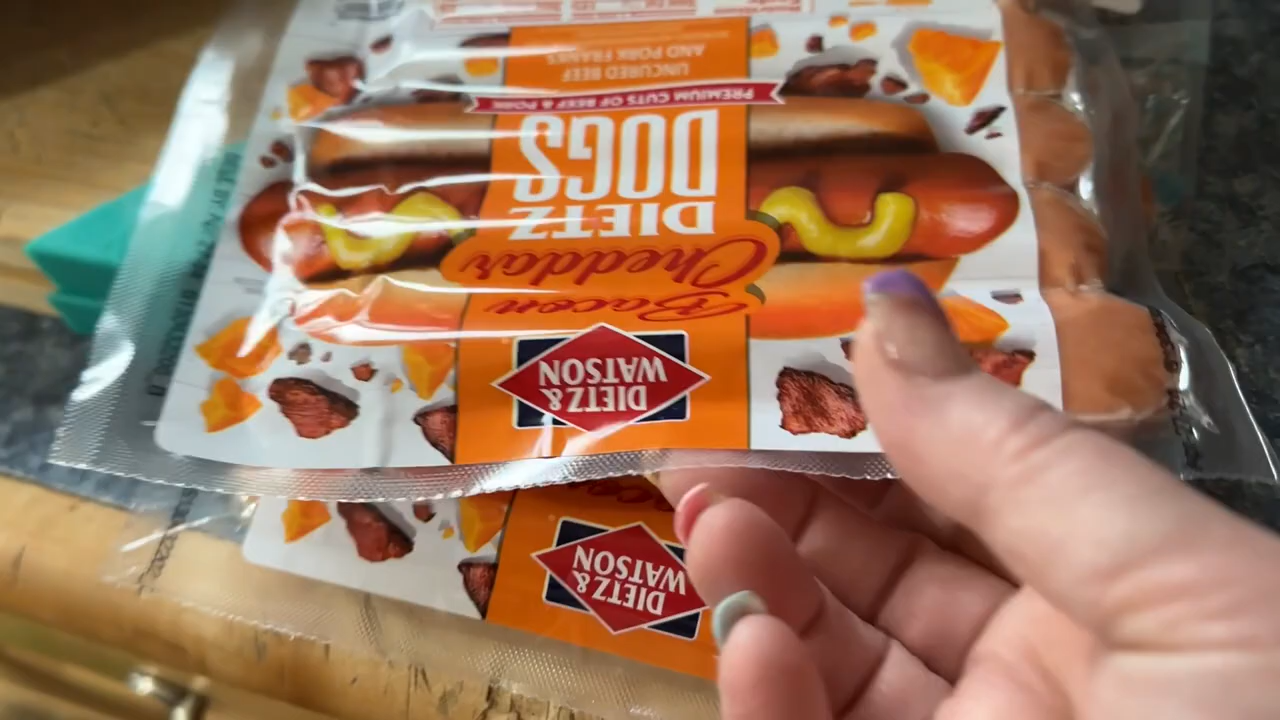 DIETZ &
WATSON
Bacon
Cheddar
DIETZ
DOGS
PREMIUM CUTS OF BEEF & PORK
UNCURED BEEF
AND PORK FRANKS
DIETZ &
WATSON